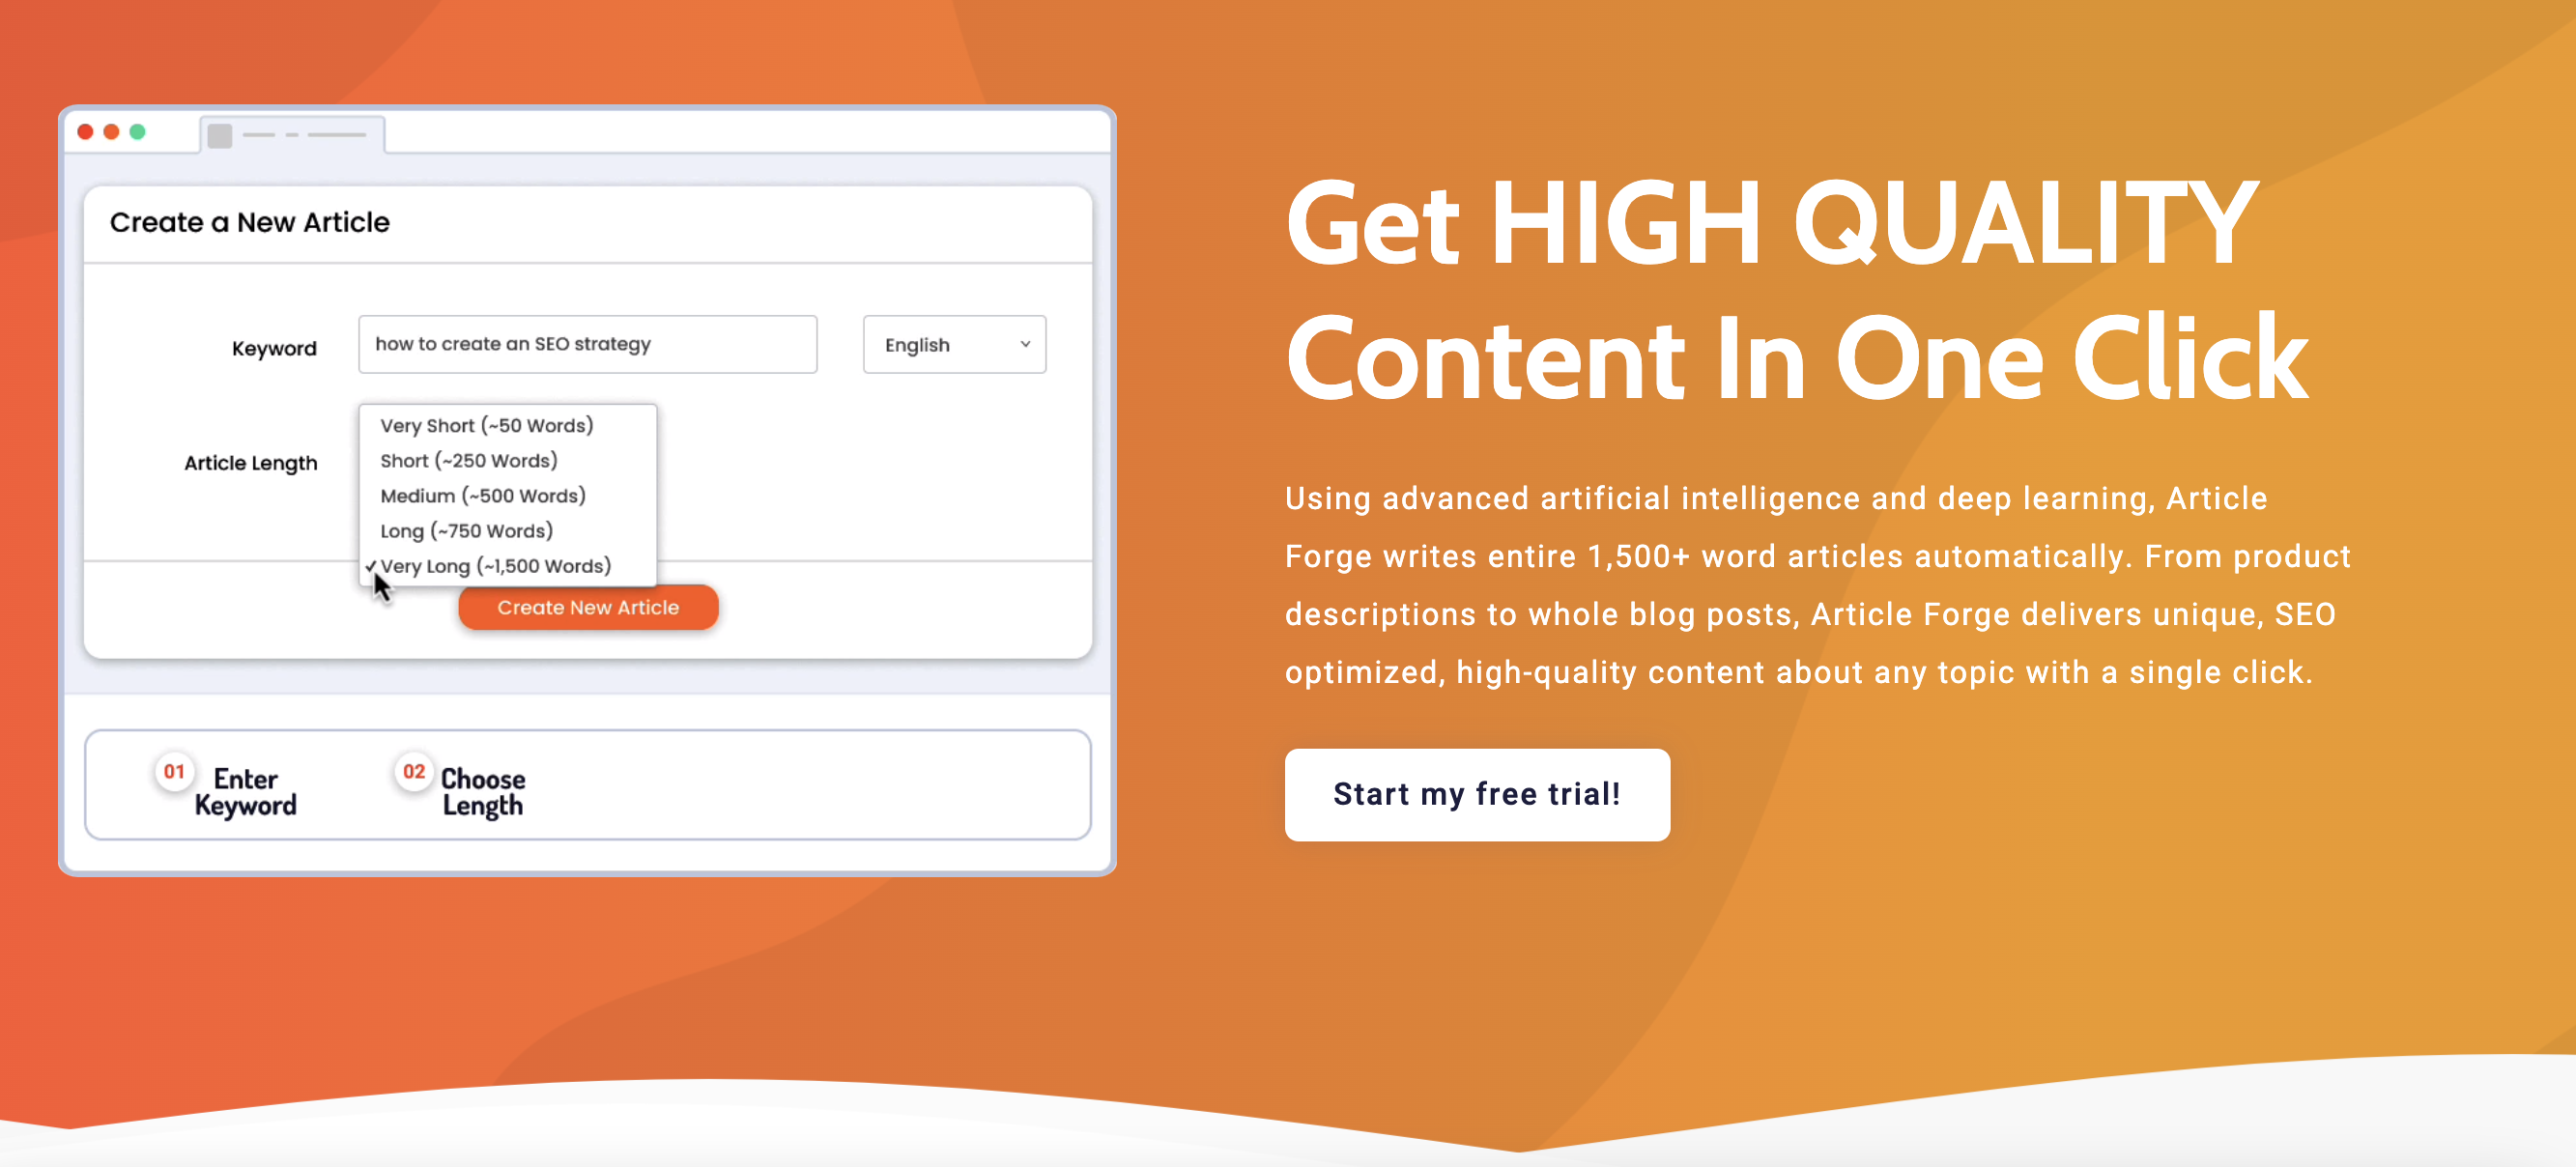 Create a New Article
Keyword
how to create an SEO strategy
English
Article Length
Very Short (~50 Words)
Short (~250 Words)
Medium (~500 Words)
Long (~750 Words)
✓Very Long (~1,500 Words)
Create New Article
01
Enter
Keyword
02
Choose
Length
Get HIGH QUALITY
Content In One Click
Using advanced artificial intelligence and deep learning, Article
Forge writes entire 1,500+ word articles automatically. From product
descriptions to whole blog posts, Article Forge delivers unique, SEO
optimized, high-quality content about any topic with a single click.
Start my free trial!